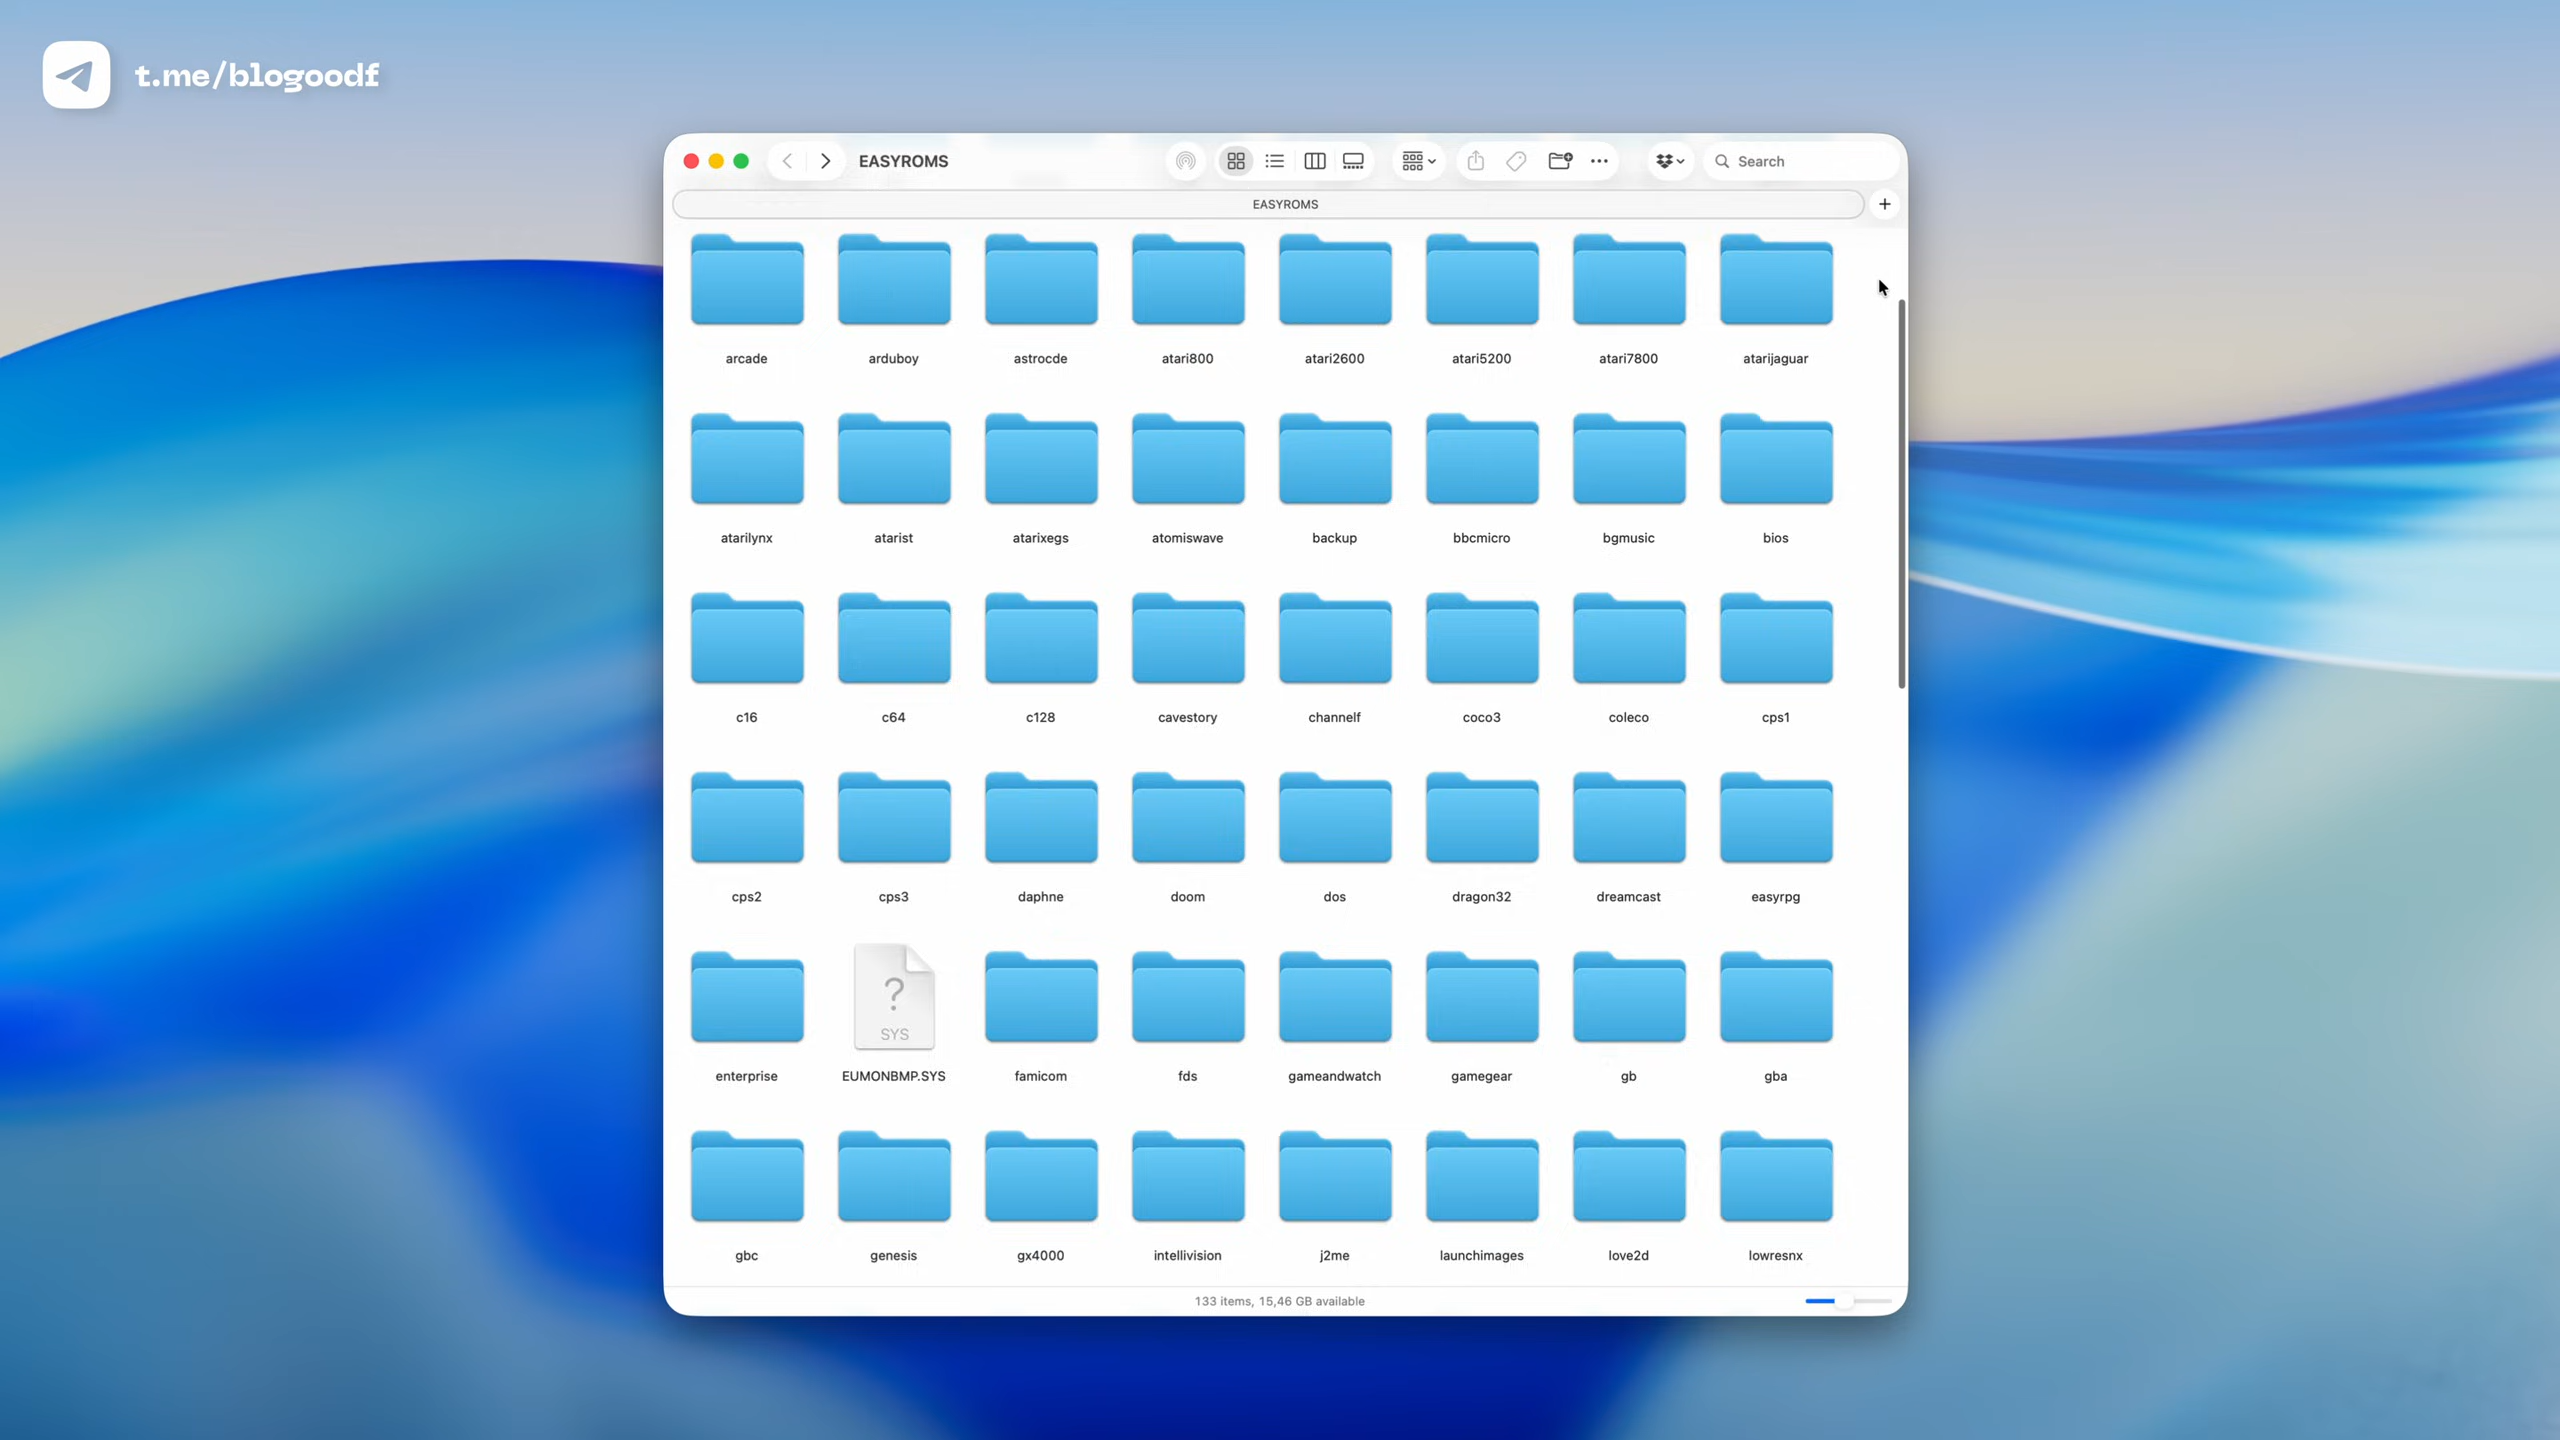 t.me/blogoodf
EASYROMS
Search
EASYROMS
arcade
arduboy
astrocde
atari800
atari2600
atari5200
atari7800
atarijaguar
atarilynx
atarist
atarixegs
atomiswave
backup
bbcmicro
bgmusic
bios
c16
c64
c128
cavestory
channelf
coco3
coleco
cps1
cps2
cps3
daphne
doom
dos
dragon32
dreamcast
easyrpg
enterprise
?
SYS
EUMONBMP.SYS
famicom
fds
gameandwatch
gamegear
gb
gba
gbc
genesis
gx4000
intellivision
j2me
launchimages
love2d
lowresnx
133 items, 15,46 GB available